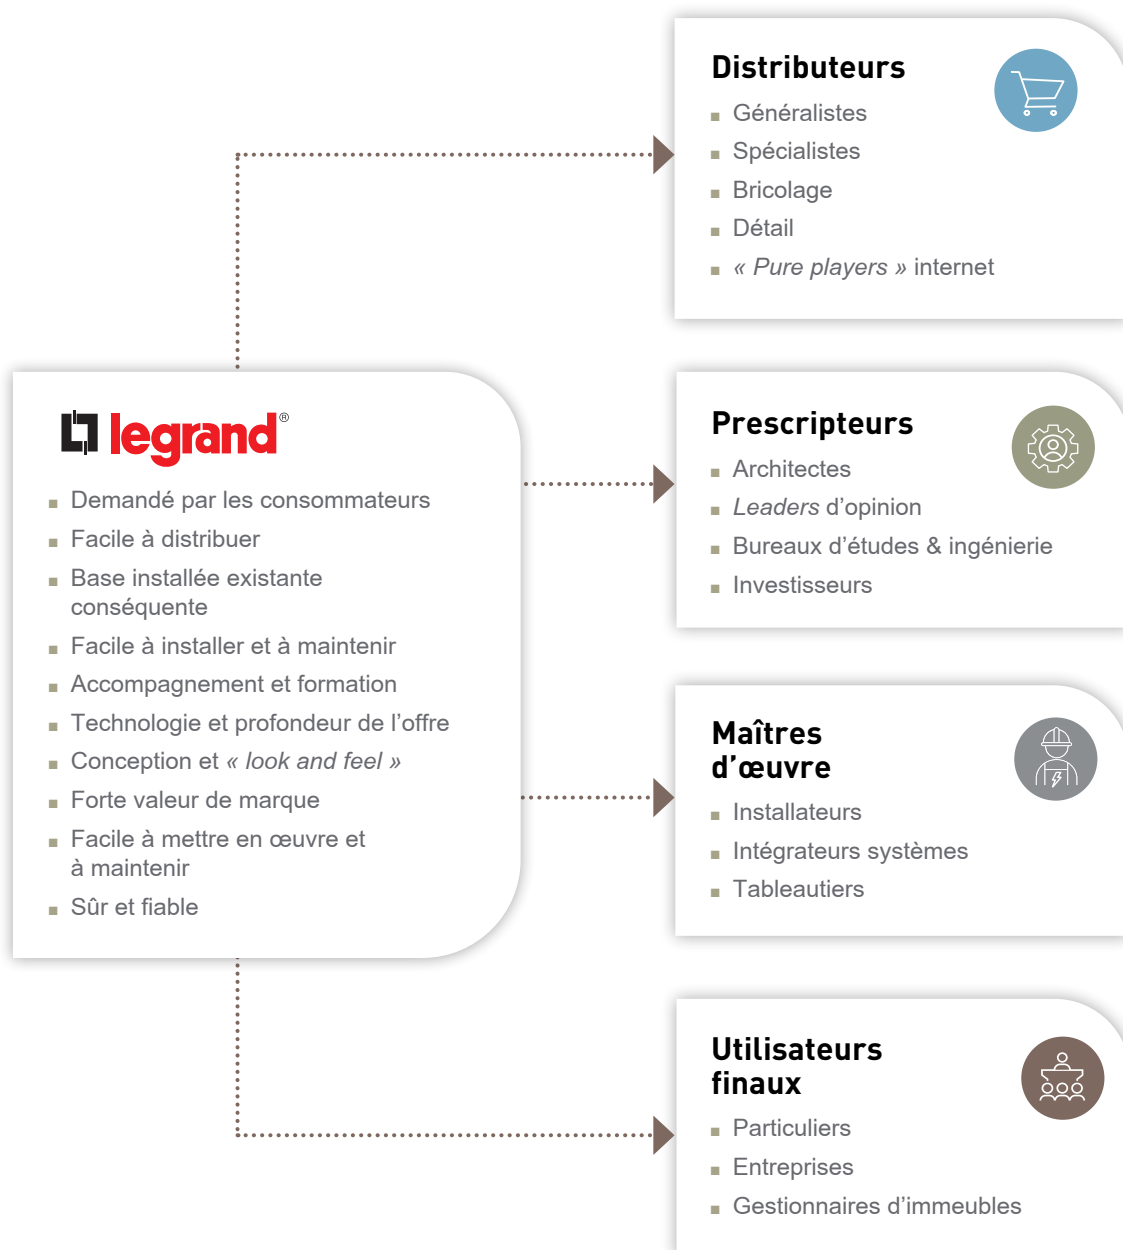 Distributeurs
Généralistes
Spécialistes
Bricolage
Détail
« Pure players » internet
legrand®
Demandé par les consommateurs
Facile à distribuer
Base installée existante
conséquente
Facile à installer et à maintenir
Accompagnement et formation
Technologie et profondeur de l’offre
Conception et « look and feel »
Forte valeur de marque
Facile à mettre en œuvre et
à maintenir
Sûr et fiable
Prescripteurs
Architectes
Leaders d’opinion
Bureaux d’études & ingénierie
Investisseurs
Maîtres
d’œuvre
Installateurs
Intégrateurs systèmes
Tableautiers
Utilisateurs
finaux
Particuliers
Entreprises
Gestionnaires d’immeubles